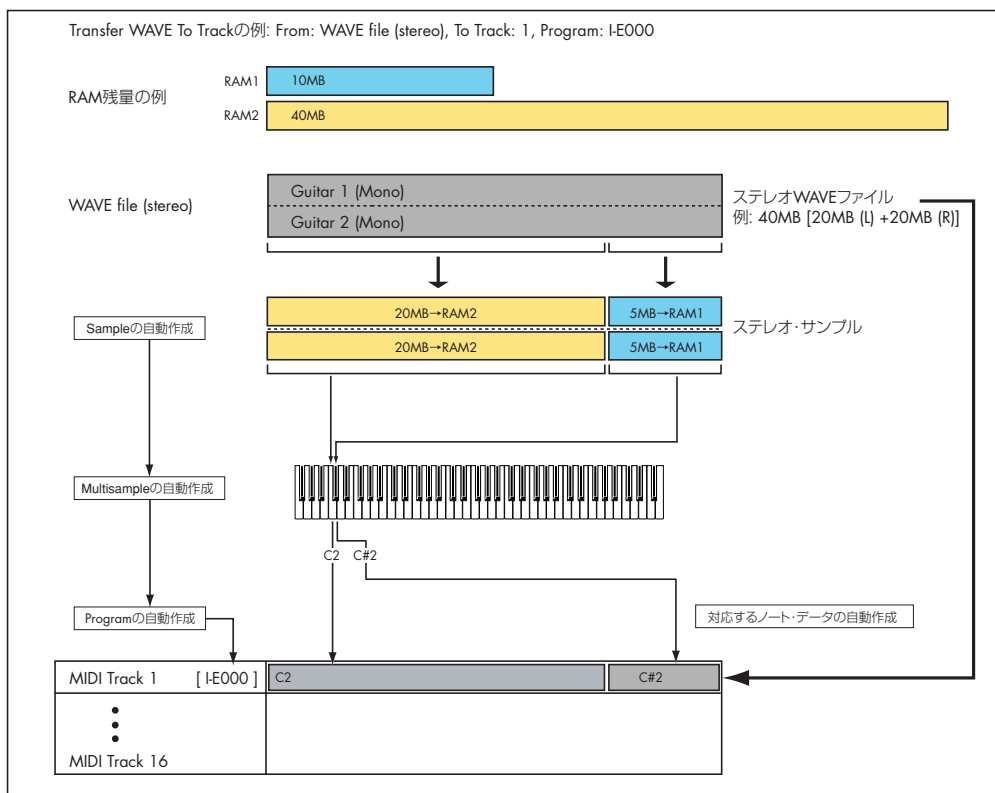 Transfer WAVE To Trackの例: From: WAVE file (stereo), To Track: 1, Program: I-E000
RAM残量の例
RAM1
10MB
RAM2
40MB
WAVE file (stereo)
Guitar 1 (Mono)
Guitar 2 (Mono)
ステレオWAVEファイル
例: 40MB [20MB (L) +20MB (R)]
Sampleの自動作成
20MB→RAM2
5MB→RAM1
20MB→RAM2
5MB→RAM1
ステレオ・サンプル
Multisampleの自動作成
C2
C#2
Programの自動作成
対応するノート・データの自動作成
MIDI Track 1
[ I-E000 ]
C2
C#2
MIDI Track 16